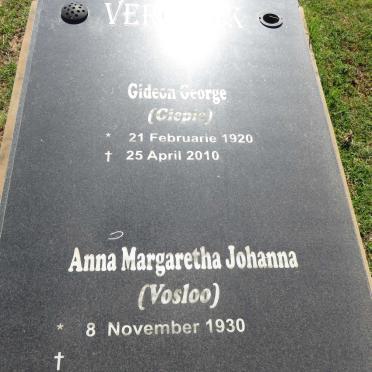 Gideon George
(Giepie)
* 21 Februarie 1920
† 25 April 2010
Anna Margaretha Johanna
(Vosloo)
* 8 November 1930
†